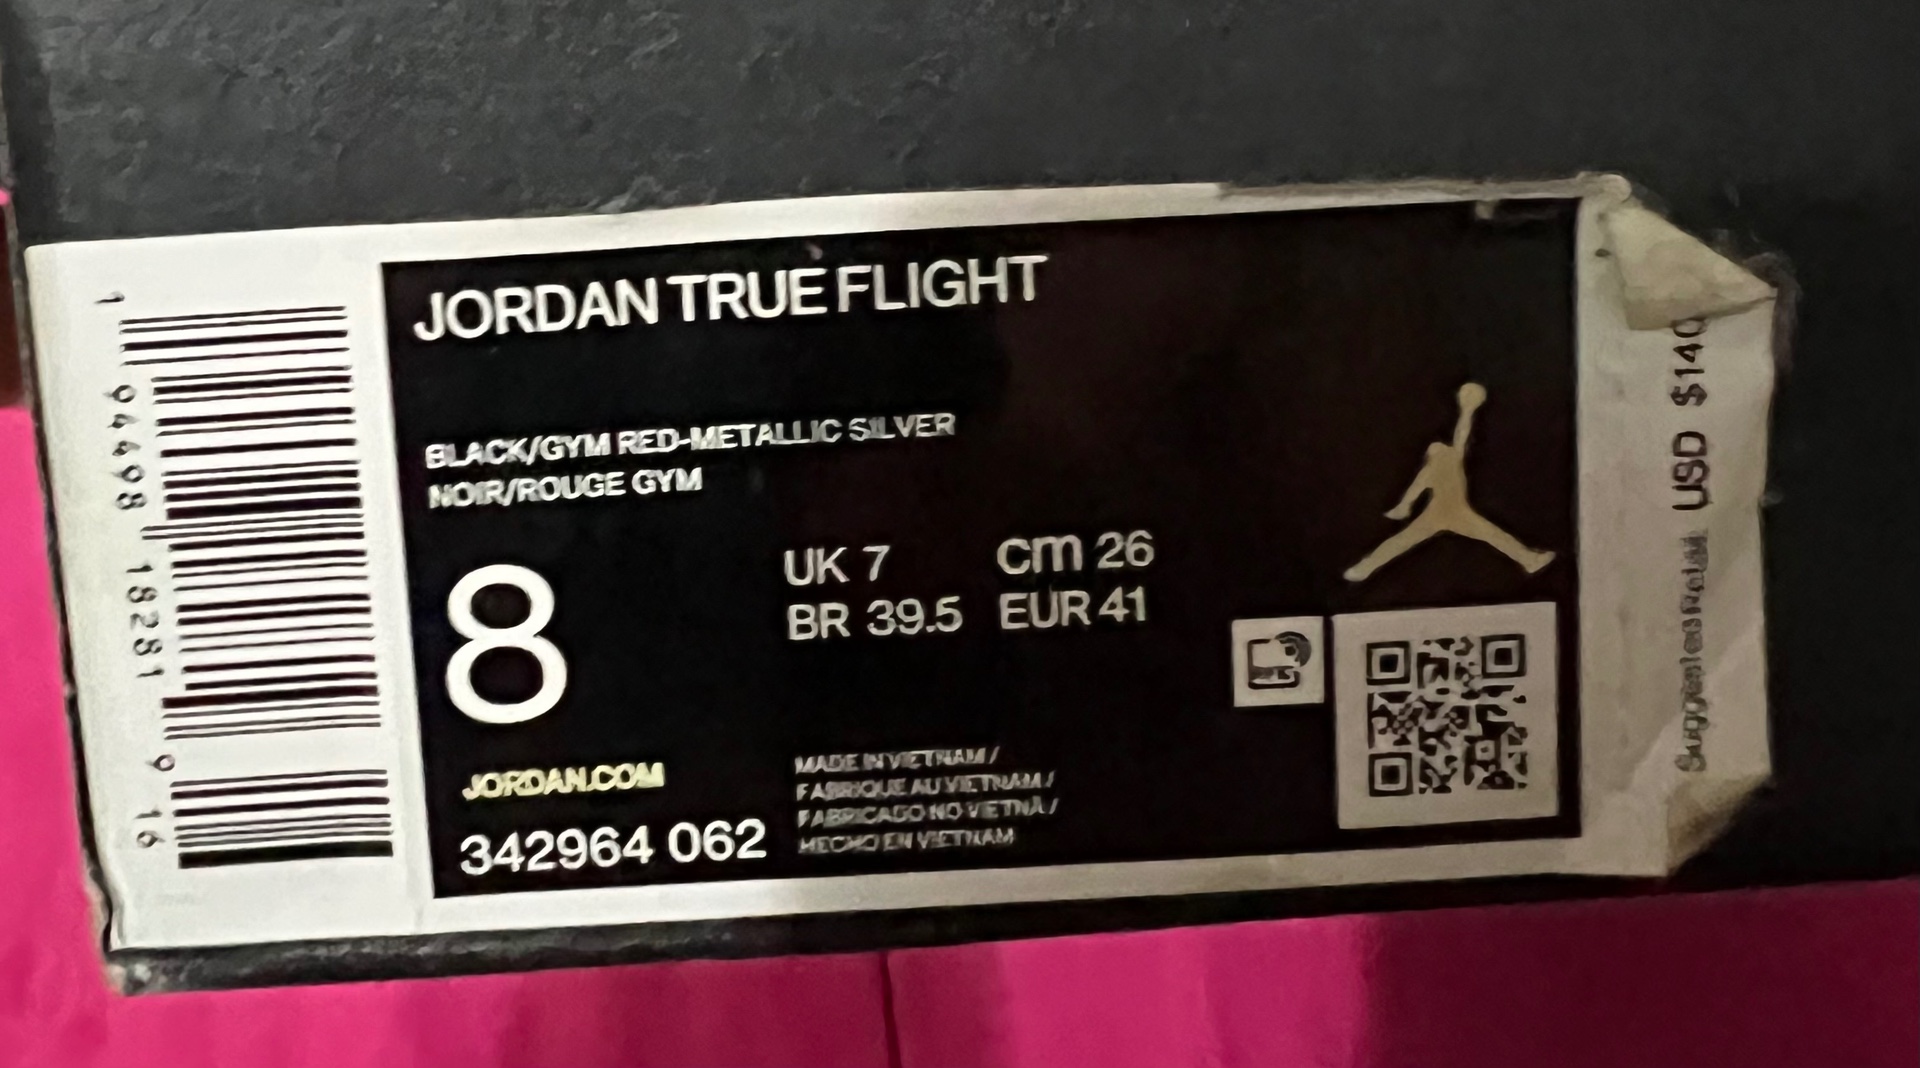 JORDAN TRUE FLIGHT
BLACK/GYM RED-METALLIC SILVER
NOIR/ROUGE GYM
8
UK 7
cm 26
BR 39.5
EUR 41
JORDAN.COM
342964 062
MADE IN VIETNAM /
FABRIQUE AU VIETNAM /
FABRICADO NO VIETNÃ /
HECHO EN VIETNAM
1 94498 18281 9 16
Suggested Retail USD $140